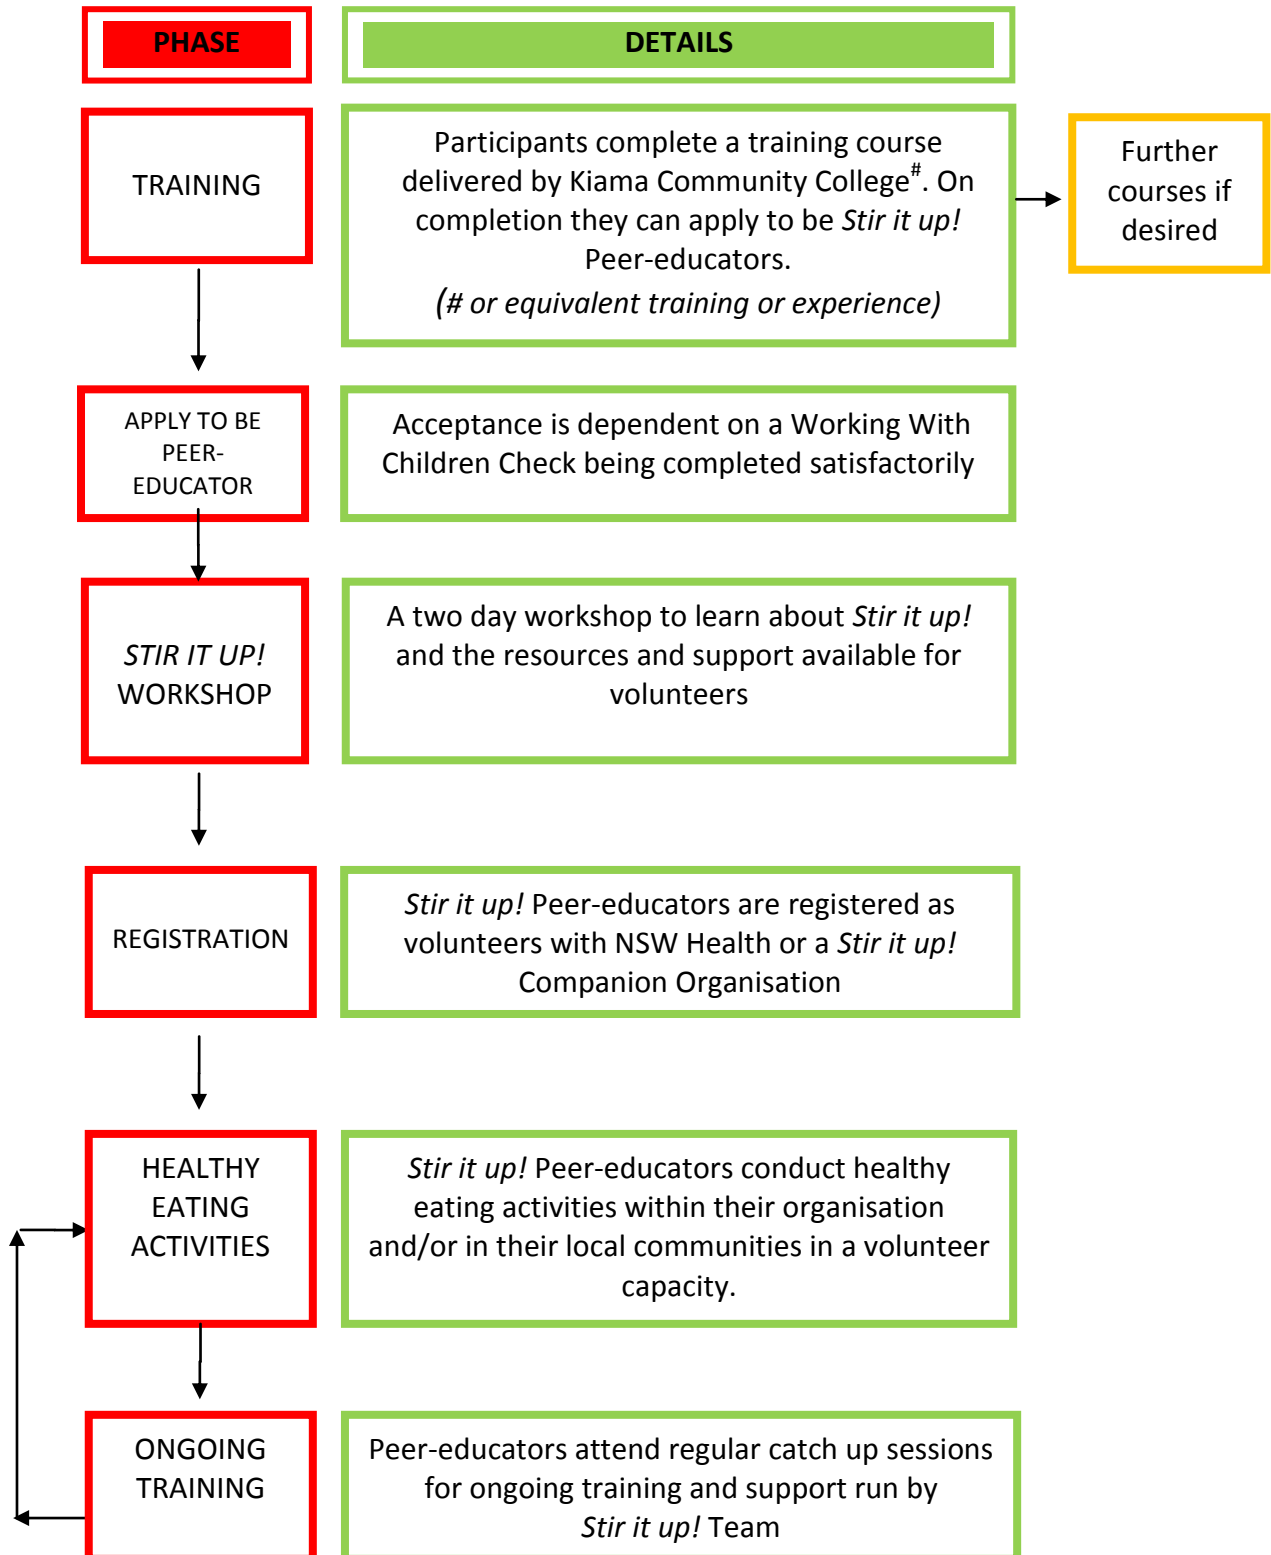 PHASE
DETAILS
TRAINING
Participants complete a training course
delivered by Kiama Community College#. On
completion they can apply to be Stir it up!
Peer-educators.
(# or equivalent training or experience)
Further
courses if
desired
APPLY TO BE
PEER-
EDUCATOR
Acceptance is dependent on a Working With
Children Check being completed satisfactorily
STIR IT UP!
WORKSHOP
A two day workshop to learn about Stir it up!
and the resources and support available for
volunteers
REGISTRATION
Stir it up! Peer-educators are registered as
volunteers with NSW Health or a Stir it up!
Companion Organisation
HEALTHY
EATING
ACTIVITIES
Stir it up! Peer-educators conduct healthy
eating activities within their organisation
and/or in their local communities in a volunteer
capacity.
ONGOING
TRAINING
Peer-educators attend regular catch up sessions
for ongoing training and support run by
Stir it up! Team